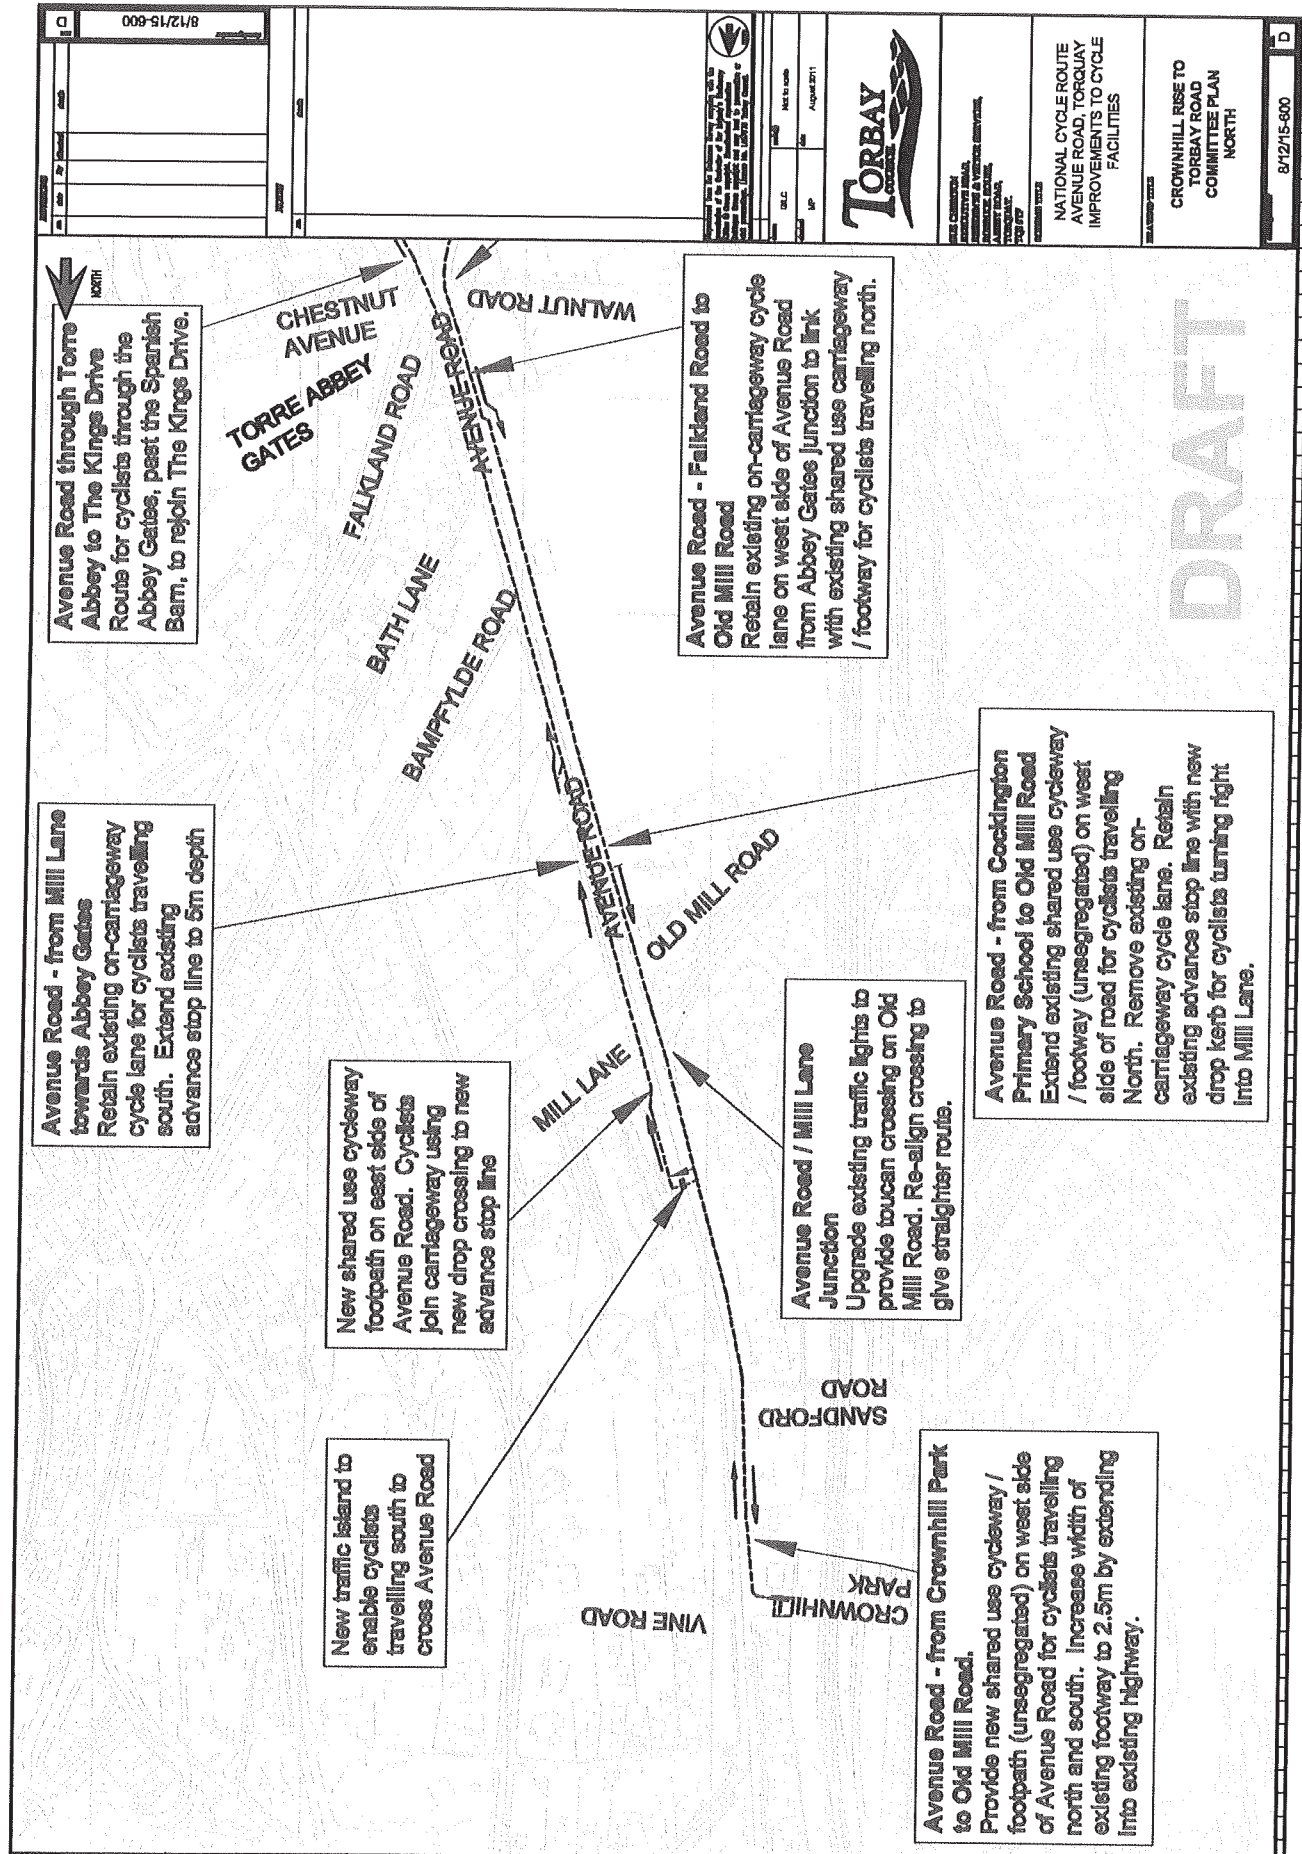 Avenue Road through Torre
Abbey to The Kings Drive
Route for cyclists through the
Abbey Gates, past the Spanish
Barn, to rejoin The Kings Drive.
NORTH
CHESTNUT
AVENUE
TORRE ABBEY
GATES
WALNUT ROAD
FALKLAND ROAD
AVENUE ROAD
BATH LANE
BAMPFYLDE ROAD
Avenue Road - Falkland Road to
Old Mill Road
Retain existing on-carriageway cycle
lane on west side of Avenue Road
from Abbey Gates junction to link
with existing shared use carriageway
/ footway for cyclists travelling north.
Avenue Road - from Mill Lane
towards Abbey Gates
Retain existing on-carriageway
cycle lane for cyclists travelling
south. Extend existing
advance stop line to 5m depth
AVENUE ROAD
AVENUE ROAD
OLD MILL ROAD
MILL LANE
New shared use cycleway
footpath on east side of
Avenue Road. Cyclists
join carriageway using
new drop crossing to new
advance stop line
Avenue Road / Mill Lane
Junction
Upgrade existing traffic lights to
provide toucan crossing on Old
Mill Road. Re-align crossing to
give straighter route.
Avenue Road - from Cockington
Primary School to Old Mill Road
Extend existing shared use cycleway
/ footway (unsegregated) on west
side of road for cyclists travelling
North. Remove existing on-
carriageway cycle lane. Retain
existing advance stop line with new
drop kerb for cyclists turning right
into Mill Lane.
New traffic island to
enable cyclists
travelling south to
cross Avenue Road
VINE ROAD
SANDFORD
ROAD
CROWNHILL
PARK
Avenue Road - from Crownhill Park
to Old Mill Road.
Provide new shared use cycleway /
footpath (unsegregated) on west side
of Avenue Road for cyclists travelling
north and south. Increase width of
existing footway to 2.5m by extending
into existing highway.
DRAFT
8/12/15-600
D
Not to scale
August 2011
MP
TORBAY
COUNCIL
NATIONAL CYCLE ROUTE
AVENUE ROAD, TORQUAY
IMPROVEMENTS TO CYCLE
FACILITIES
CROWNHILL RISE TO
TORBAY ROAD
COMMITTEE PLAN
NORTH
8/12/15-600
D